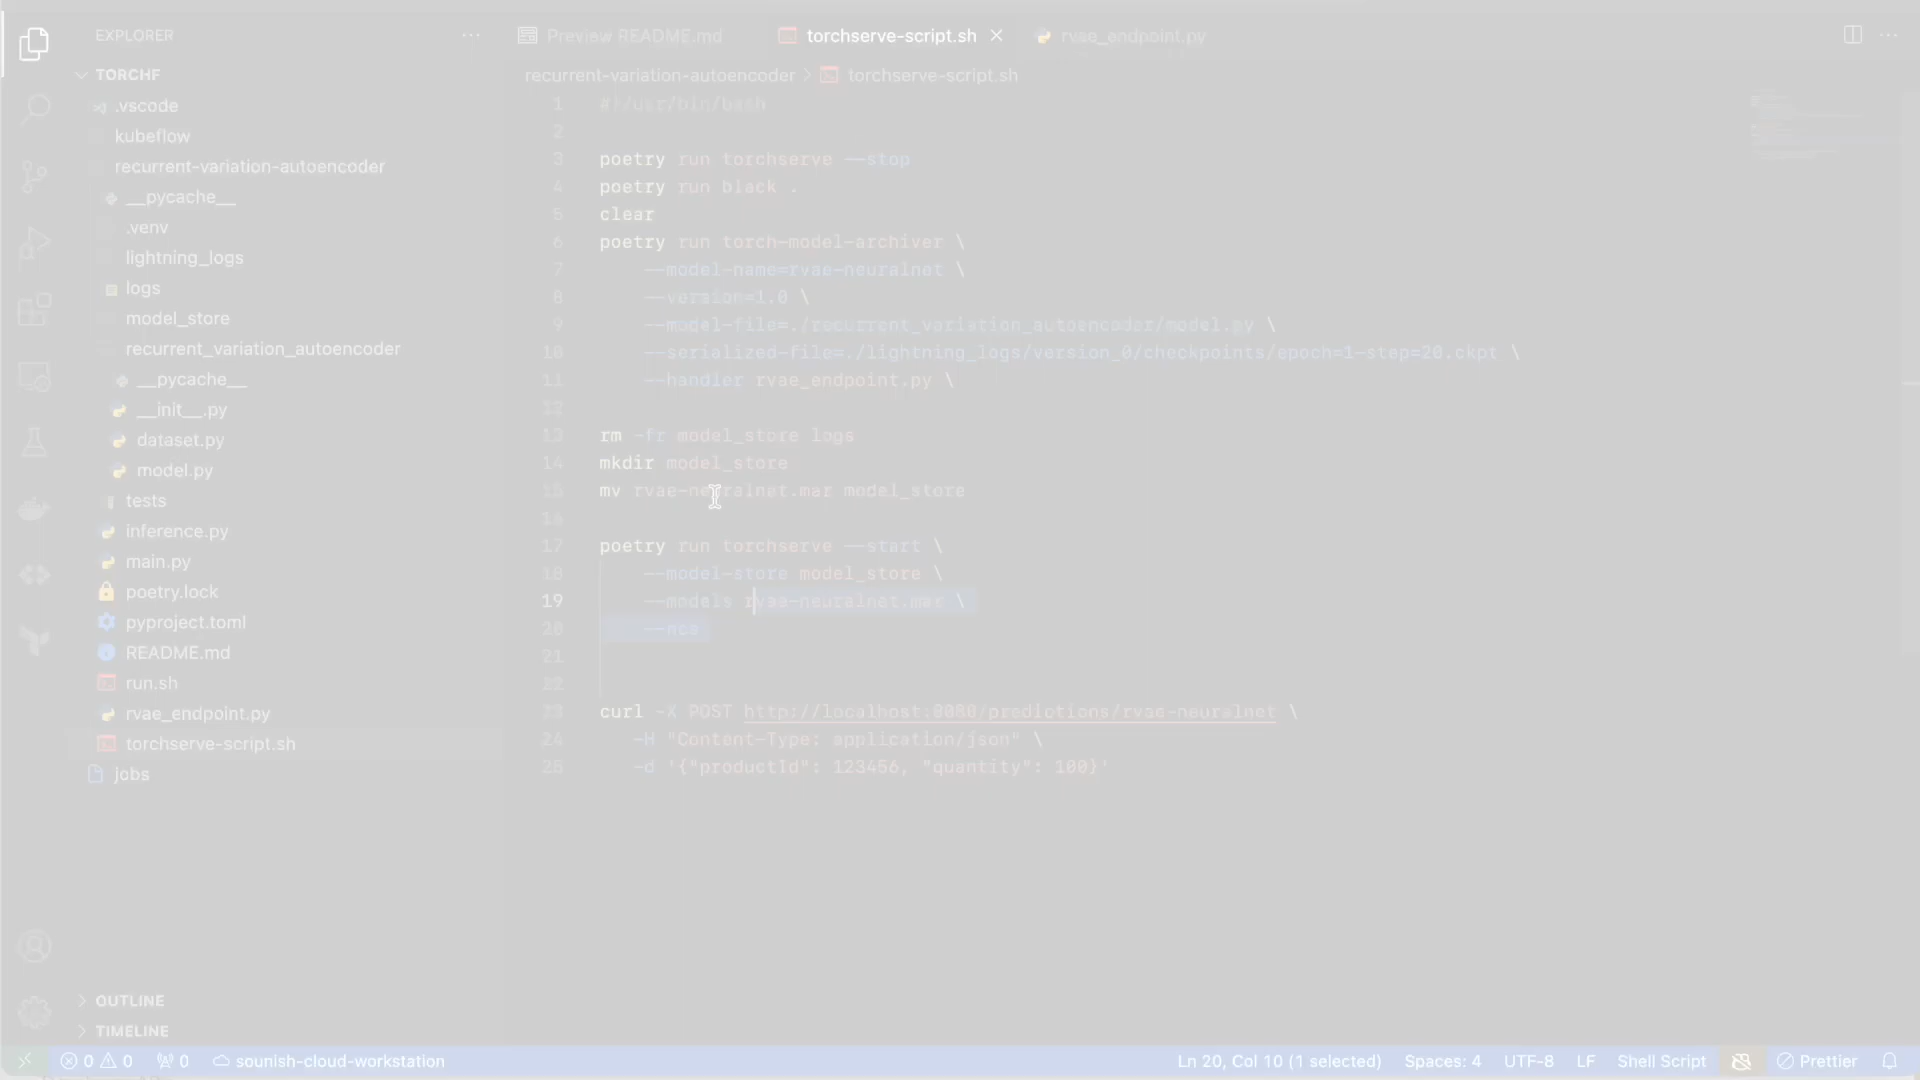 EXPLORER
TORCHF
.vscode
kubeflow
recurrent-variation-autoencoder
__pycache__
.venv
lightning_logs
logs
model_store
recurrent_variation_autoencoder
__pycache__
__init__.py
dataset.py
model.py
tests
inference.py
main.py
poetry.lock
pyproject.toml
README.md
run.sh
rvae_endpoint.py
torchserve-script.sh
jobs
OUTLINE
TIMELINE
Preview README.md torchserve-script.sh rvae_endpoint.py
recurrent-variation-autoencoder > torchserve-script.sh
1 #!/usr/bin/bash
2
3 poetry run torchserve --stop
4 poetry run black .
5 clear
6 poetry run torch-model-archiver \
7 --model-name=rvae-neuralnet \
8 --version=1.0 \
9 --model-file=./recurrent_variation_autoencoder/model.py \
10 --serialized-file=./lightning_logs/version_0/checkpoints/epoch=1-step=20.ckpt \
11 --handler rvae_endpoint.py \
12
13 rm -fr model_store logs
14 mkdir model_store
15 mv rvae-neuralnet.mar model_store
16
17 poetry run torchserve --start \
18 --model-store model_store \
19 --models rvae-neuralnet.mar \
20 --ncs
21
22
23 curl -X POST http://localhost:8080/predictions/rvae-neuralnet \
24 -H "Content-Type: application/json" \
25 -d '{"productId": 123456, "quantity": 100}'
0 0 0 sounish-cloud-workstation Ln 20, Col 10 (1 selected) Spaces: 4 UTF-8 LF Shell Script Prettier